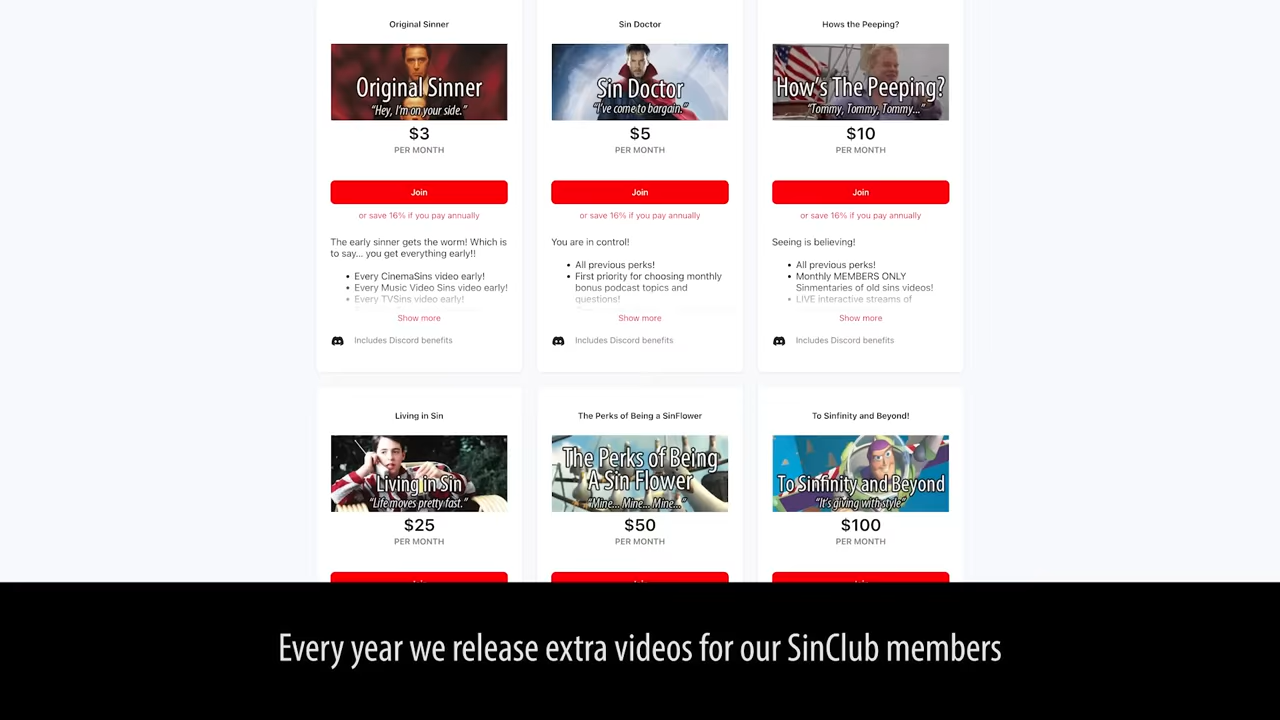 Original Sinner
Original Sinner
"Hey, I'm on your side."
$3
PER MONTH
Join
or save 16% if you pay annually
The early sinner gets the worm! Which is
to say... you get everything early!!
• Every CinemaSins video early!
• Every Music Video Sins video early!
• Every TVSins video early!
Show more
Includes Discord benefits
Sin Doctor
Sin Doctor
"I've come to bargain."
$5
PER MONTH
Join
or save 16% if you pay annually
You are in control!
• All previous perks!
• First priority for choosing monthly
bonus podcast topics and
questions!
Show more
Includes Discord benefits
Hows the Peeping?
How's The Peeping?
"Tommy, Tommy, Tommy..."
$10
PER MONTH
Join
or save 16% if you pay annually
Seeing is believing!
• All previous perks!
• Monthly MEMBERS ONLY
Sinmentaries of old sins videos!
• LIVE interactive streams of
Show more
Includes Discord benefits
Living in Sin
Living in Sin
"Life moves pretty fast."
$25
PER MONTH
The Perks of Being a SinFlower
The Perks of Being
A Sin Flower
"Mine... Mine... Mine..."
$50
PER MONTH
To Sinfinity and Beyond!
To Sinfinity and Beyond
"It's giving with style"
$100
PER MONTH
Every year we release extra videos for our SinClub members